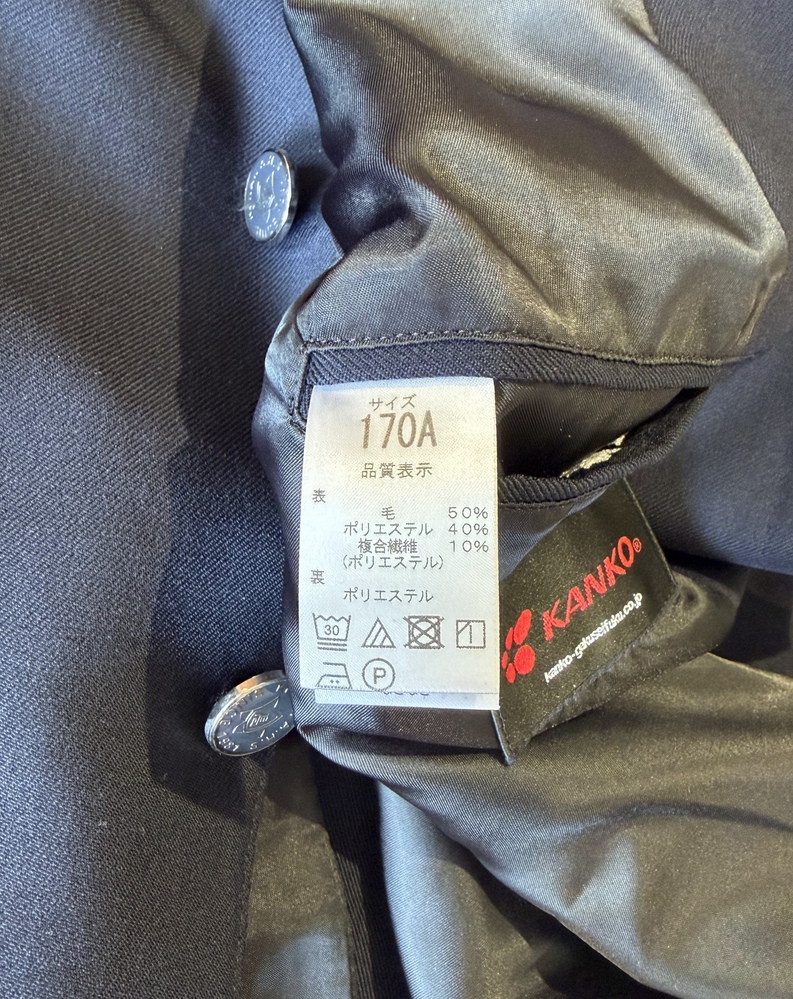 サイズ
170A
品質表示
表
毛 50%
ポリエステル 40%
複合繊維 10%
(ポリエステル)
裏
ポリエステル
30
P
KANKO®
kanko-gakuseifuku.co.jp